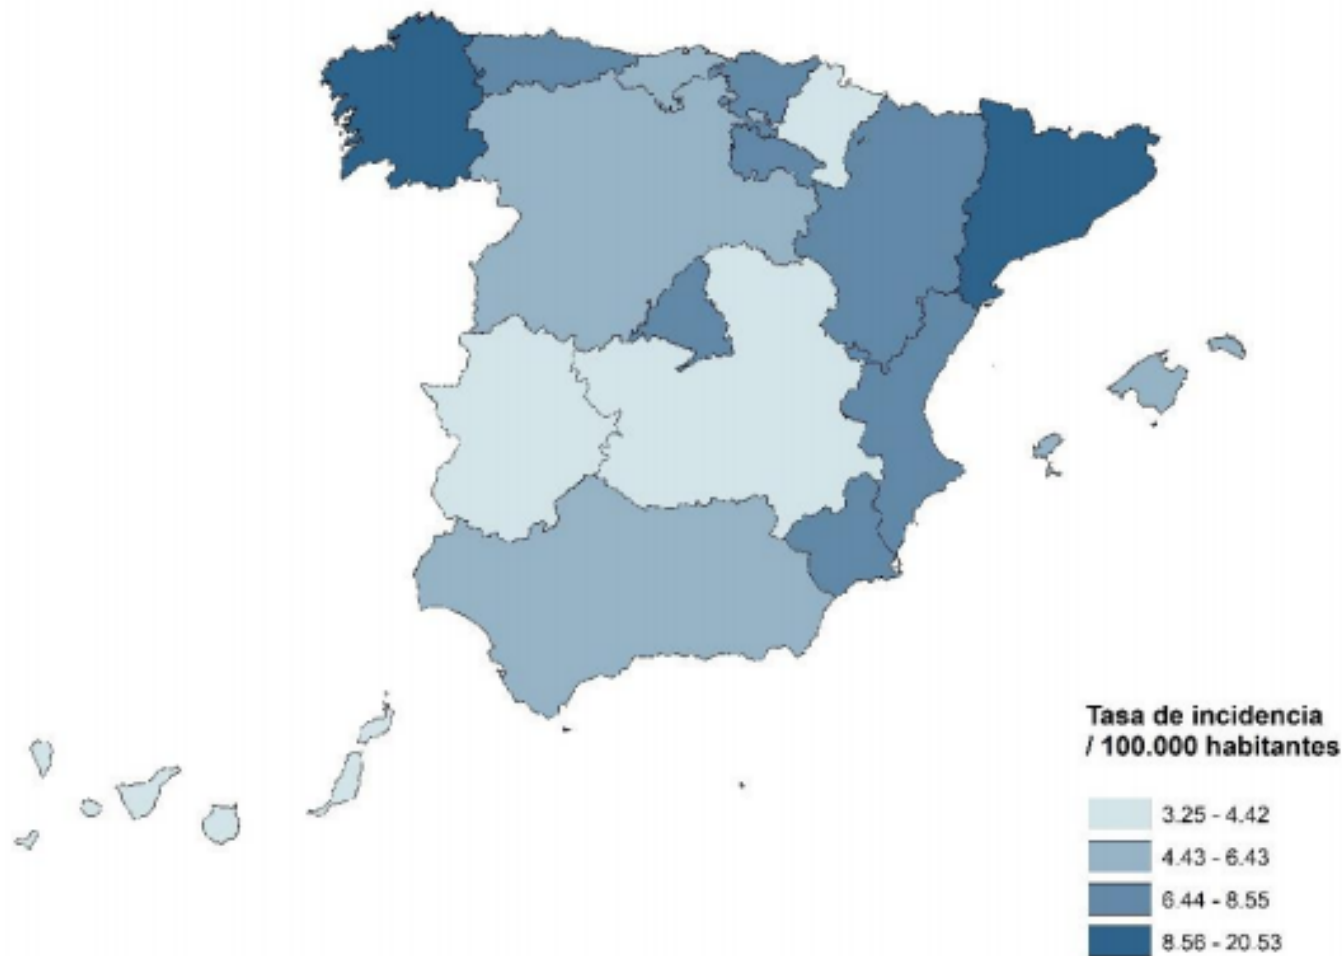 Tasa de incidencia
/ 100.000 habitantes
3.25 - 4.42
4.43 - 6.43
6.44 - 8.55
8.56 - 20.53